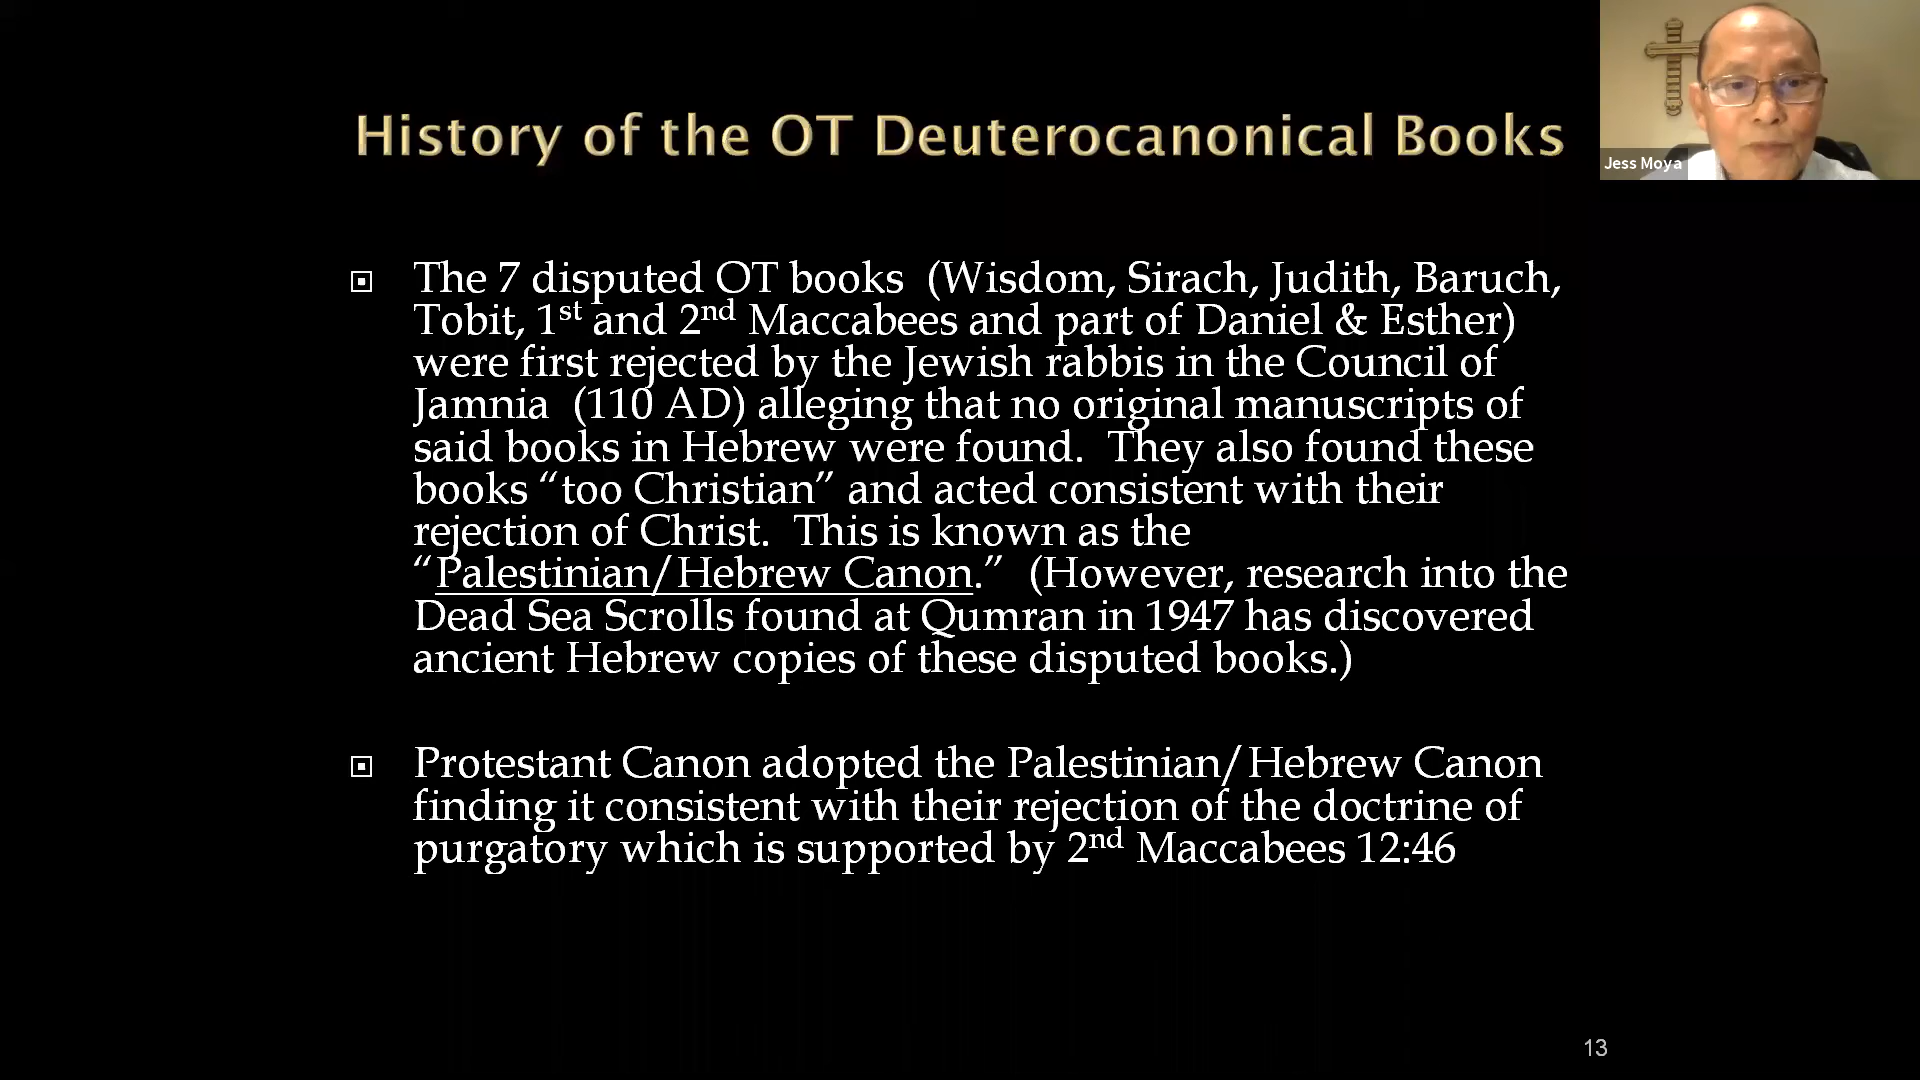 History of the OT Deuterocanonical Books
Jess Moya
The 7 disputed OT books (Wisdom, Sirach, Judith, Baruch,
Tobit, 1st and 2nd Maccabees and part of Daniel & Esther)
were first rejected by the Jewish rabbis in the Council of
Jamnia (110 AD) alleging that no original manuscripts of
said books in Hebrew were found. They also found these
books “too Christian” and acted consistent with their
rejection of Christ. This is known as the
“Palestinian/Hebrew Canon.” (However, research into the
Dead Sea Scrolls found at Qumran in 1947 has discovered
ancient Hebrew copies of these disputed books.)
Protestant Canon adopted the Palestinian/Hebrew Canon
finding it consistent with their rejection of the doctrine of
purgatory which is supported by 2nd Maccabees 12:46
13